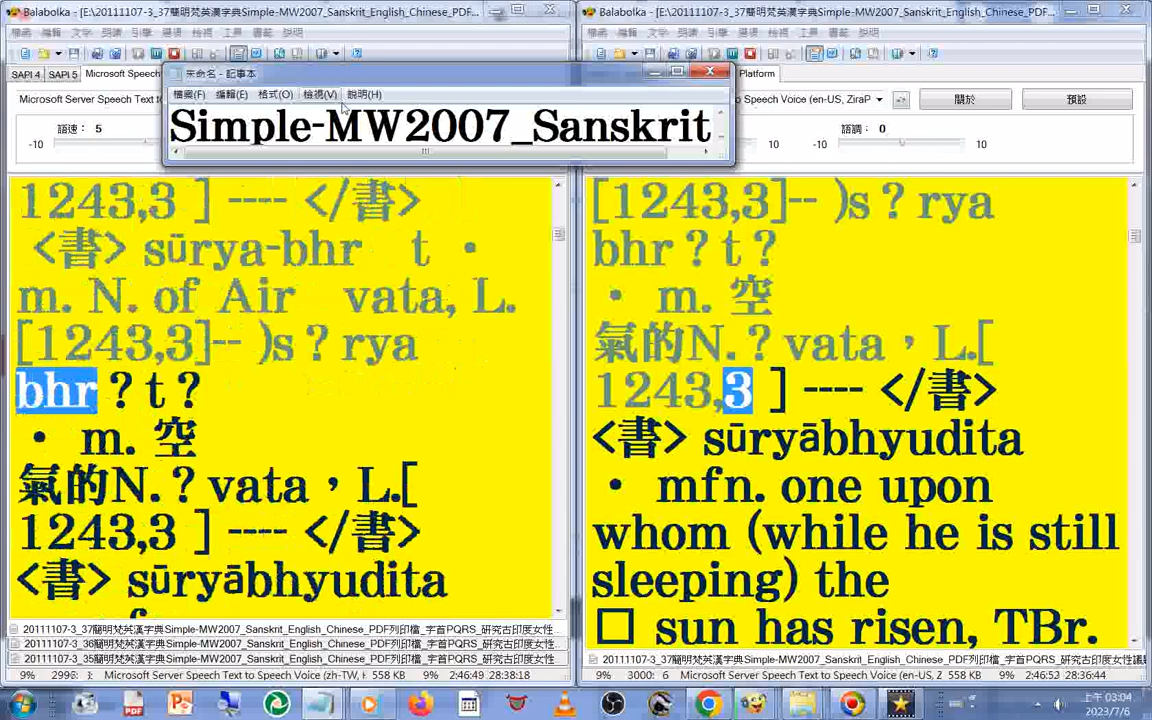 Balabolka - [E:\20111107-3_37簡明梵英漢字典Simple-MW2007_Sanskrit_English_Chinese_PDF...
Balabolka - [E:\20111107-3_37簡明梵英漢字典Simple-MW2007_Sanskrit_English_Chinese_PDF...
SAPI 4
SAPI 5
Microsoft Speech
Platform
未命名 - 記事本
檔案(F) 編輯(E) 格式(O) 檢視(V) 說明(H)
Simple-MW2007_Sanskrit
Microsoft Server Speech Text to
Speech Voice (en-US, ZiraP
關於
預設
語速： 5
-10
10
語調： 0
-10
10
1243,3 ] ---- </書>
<書> sūrya-bhr t •
m. N. of Air vata, L.
[1243,3]-- )s？rya
bhr？t？
• m. 空
氣的N.？vata，L.[
1243,3 ] ---- </書>
<書> sūryābhyudita
[1243,3]-- )s？rya
bhr？t？
• m. 空
氣的N.？vata，L.[
1243,3 ] ---- </書>
<書> sūryābhyudita
• mfn. one upon
whom (while he is still
sleeping) the
□ sun has risen, TBr.
20111107-3_37簡明梵英漢字典Simple-MW2007_Sanskrit_English_Chinese_PDF列印檔_字首PQRS_研究古印度女性...
20111107-3_36簡明梵英漢字典Simple-MW2007_Sanskrit_English_Chinese_PDF列印檔_字首PQRS_研究古印度女性...
20111107-3_35簡明梵英漢字典Simple-MW2007_Sanskrit_English_Chinese_PDF列印檔_字首PQRS_研究古印度女性...
20111107-3_37簡明梵英漢字典Simple-MW2007_Sanskrit_English_Chinese_PDF列印檔_字首PQRS_研究古印度女性
9% 2996: Microsoft Server Speech Text to Speech Voice (zh-TW, 558 KB 9% 2:46:49 28:38:18
9% 3000: 6 Microsoft Server Speech Text to Speech Voice (en-US, 558 KB 9% 2:46:5 28:36:44
上午 03:04
2023/7/6